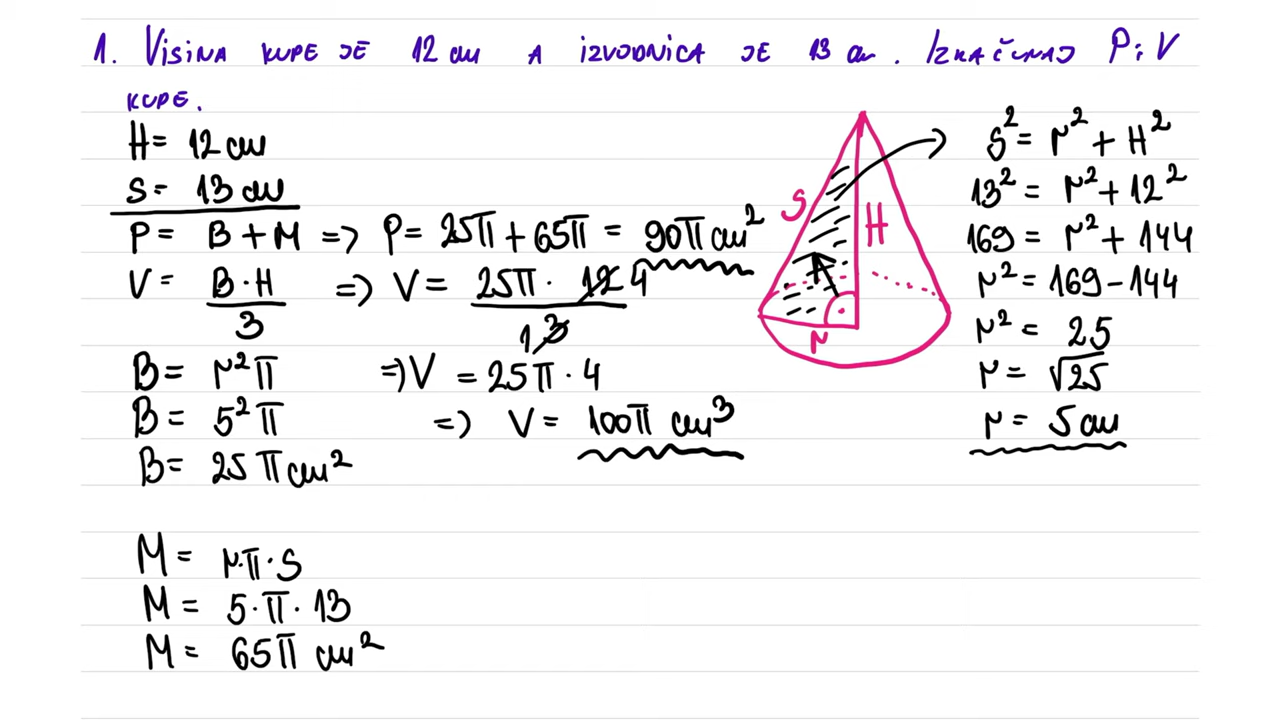 1. VISINA KUPE JE 12 cm A IZVODNICA JE 13 cm. IZRAČUNAJ P i V
KUPE.
H = 12 cm
s = 13 cm
P = B + M => P = 25π + 65π = 90π cm²
V = B · H / 3 => V = 25π · 12 4 / 1 3
B = r²π => V = 25π · 4
B = 5²π => V = 100π cm³
B = 25π cm²
M = r·π·s
M = 5·π·13
M = 65π cm²
s
H
r
s² = r² + H²
13² = r² + 12²
169 = r² + 144
r² = 169 - 144
r² = 25
r = √25
r = 5 cm